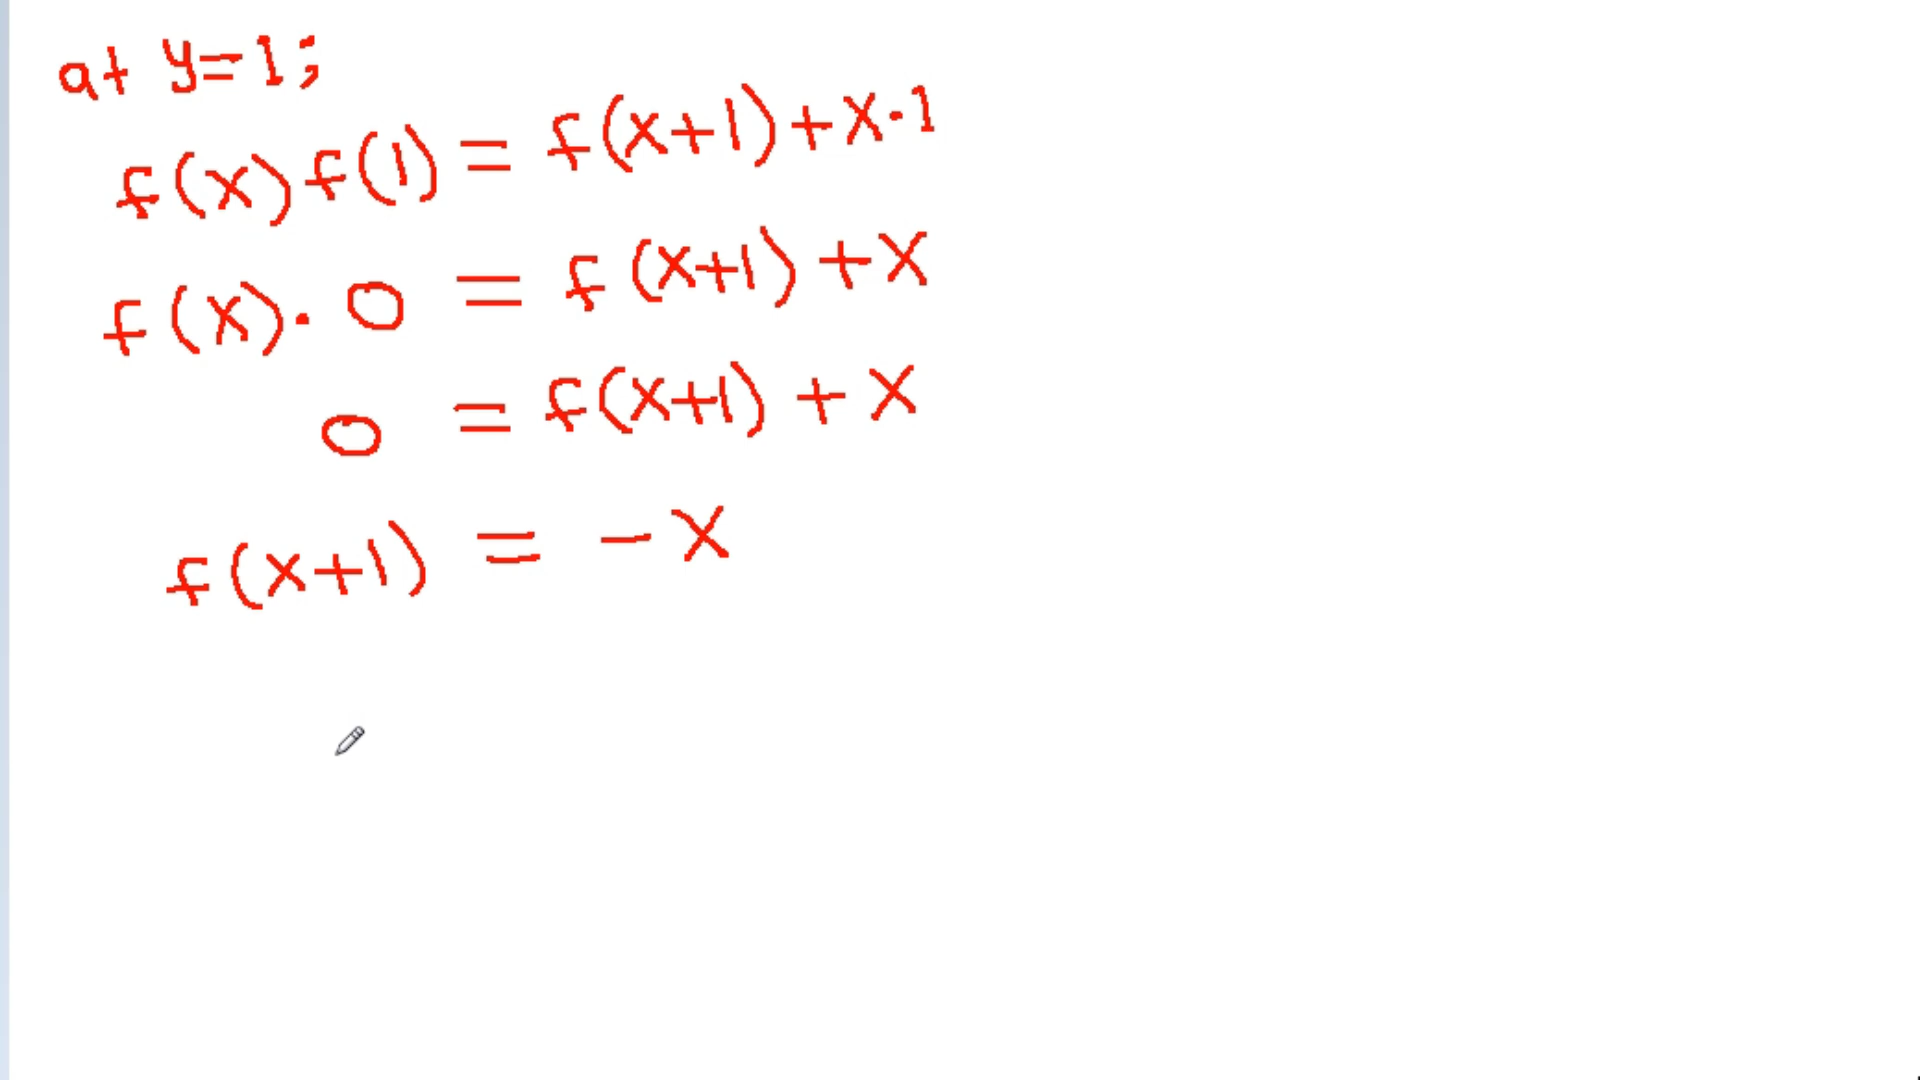 at y=1;
f(x)f(1) = f(x+1)+x·1
f(x)· 0 = f(x+1)+x
0 = f(x+1) + x
f(x+1) = -x